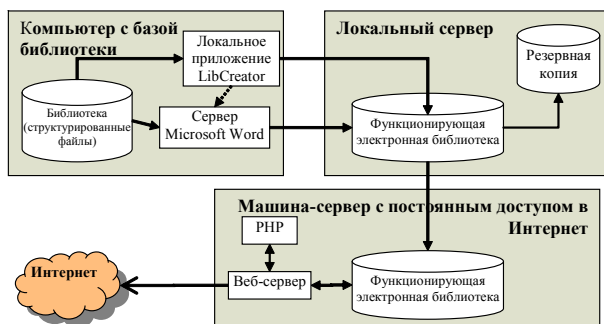 Компьютер с базой
библиотеки
Локальное
приложение
LibCreator
Библиотека
(структурированные
файлы)
Сервер
Microsoft Word
Локальный сервер
Резервная
копия
Функционирующая
электронная библиотека
Машина-сервер с постоянным доступом в
Интернет
PHP
Веб-сервер
Функционирующая
электронная библиотека
Интернет